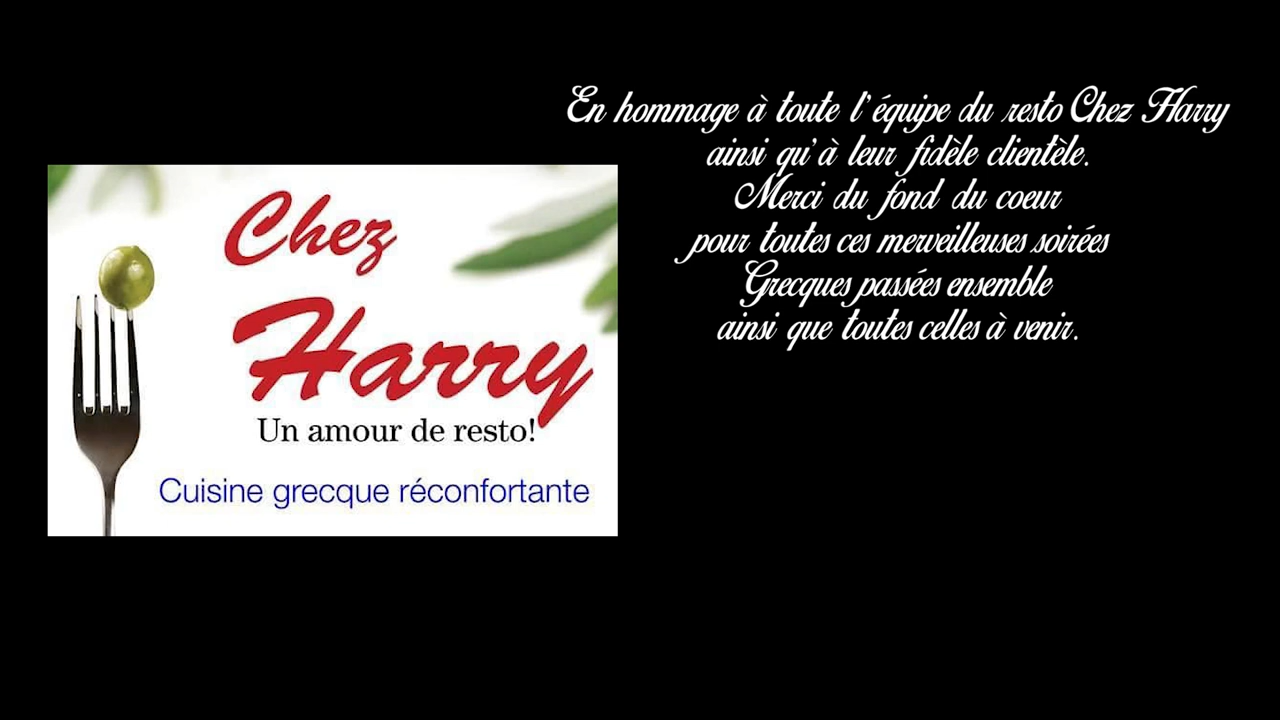 En hommage à toute l'équipe du resto Chez Harry
ainsi qu'à leur fidèle clientèle.
Merci du fond du coeur
pour toutes ces merveilleuses soirées
Grecques passées ensemble
ainsi que toutes celles à venir.
Chez
Harry
Un amour de resto!
Cuisine grecque réconfortante